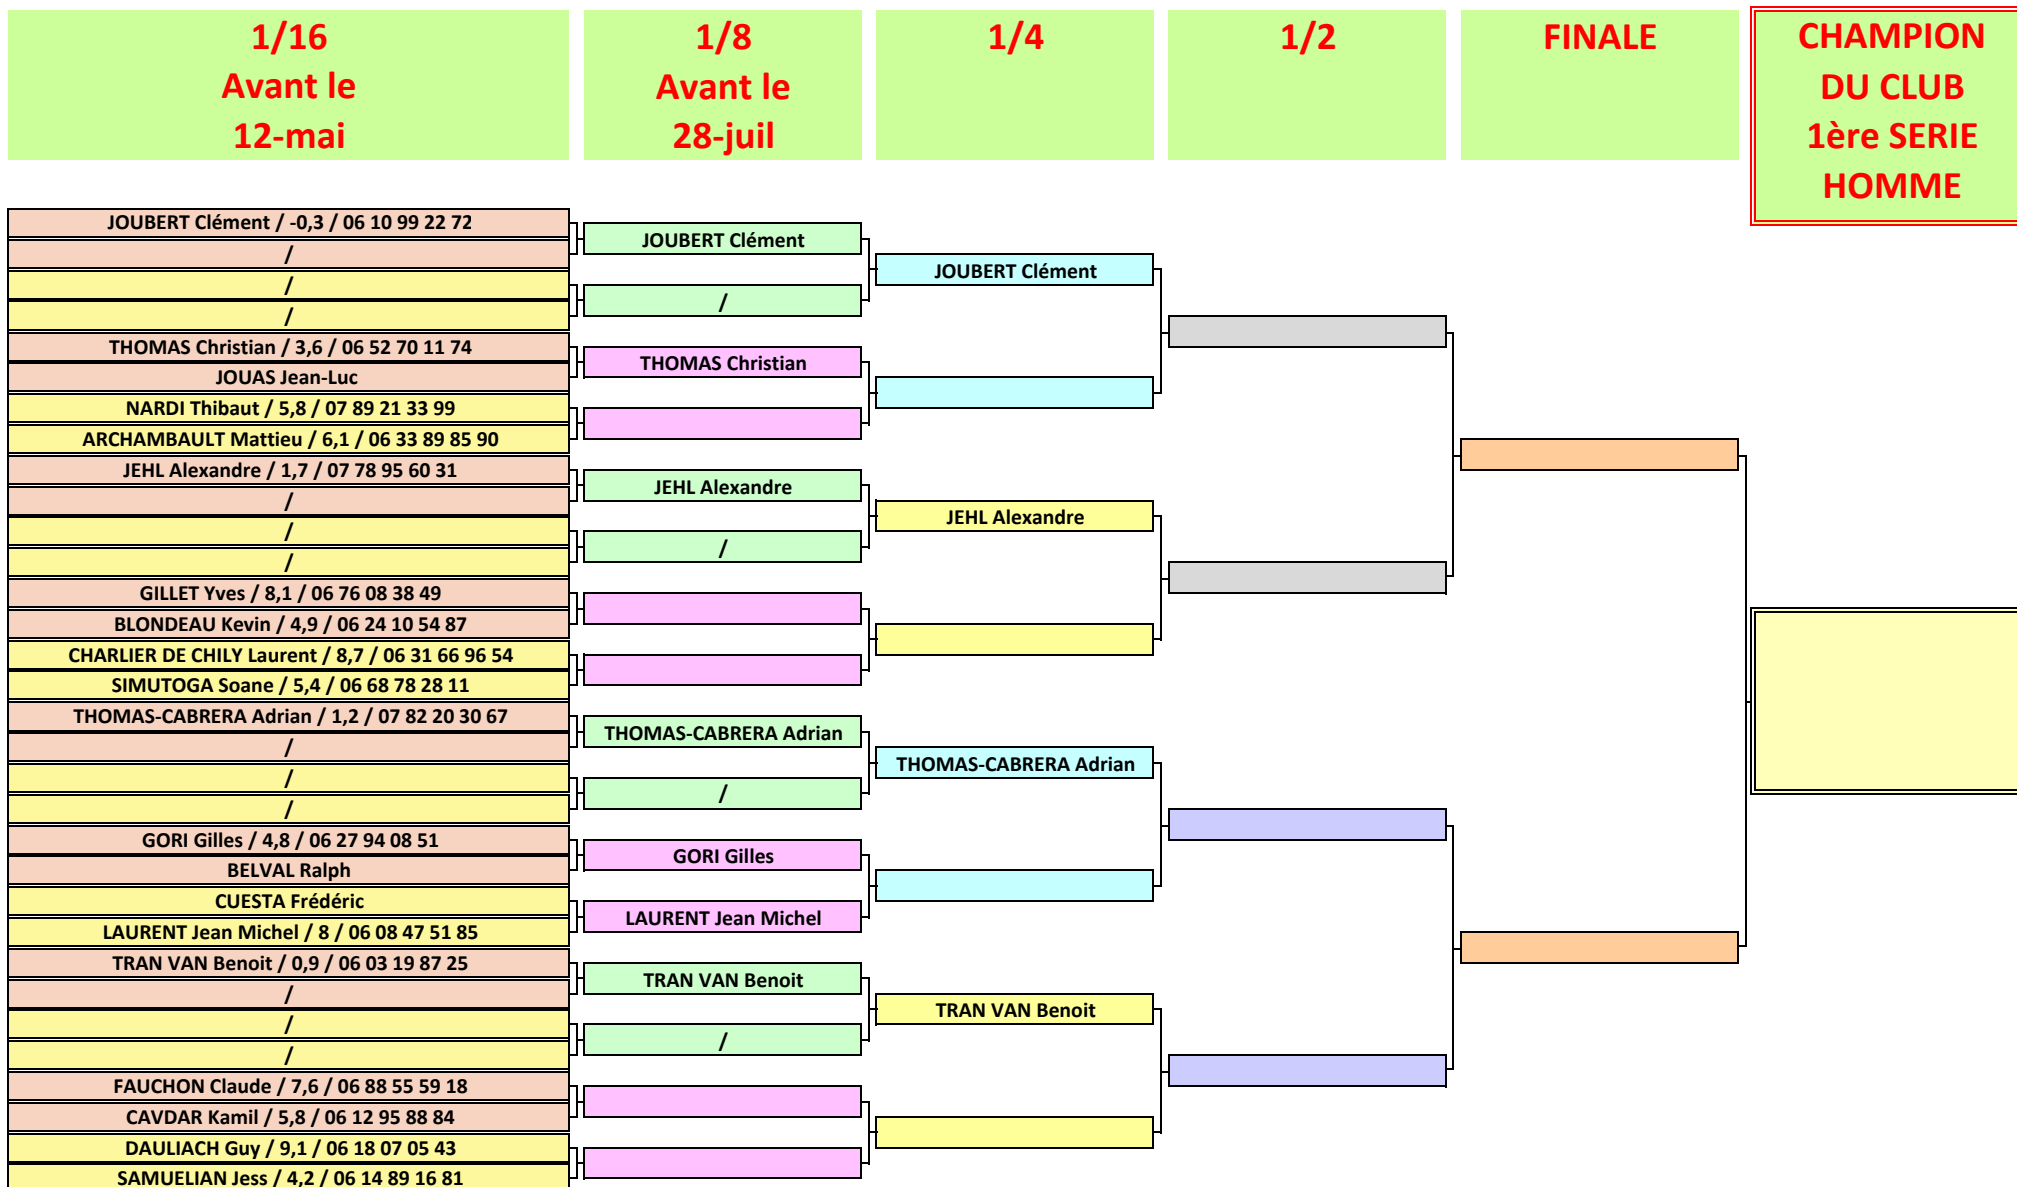 1/16
Avant le
12-mai
1/8
Avant le
28-juil
1/4
1/2
FINALE
CHAMPION
DU CLUB
1ère SERIE
HOMME
JOUBERT Clément / -0,3 / 06 10 99 22 72
/
/
/
THOMAS Christian / 3,6 / 06 52 70 11 74
JOUAS Jean-Luc
NARDI Thibaut / 5,8 / 07 89 21 33 99
ARCHAMBAULT Mattieu / 6,1 / 06 33 89 85 90
JEHL Alexandre / 1,7 / 07 78 95 60 31
/
/
/
GILLET Yves / 8,1 / 06 76 08 38 49
BLONDEAU Kevin / 4,9 / 06 24 10 54 87
CHARLIER DE CHILY Laurent / 8,7 / 06 31 66 96 54
SIMUTOGA Soane / 5,4 / 06 68 78 28 11
THOMAS-CABRERA Adrian / 1,2 / 07 82 20 30 67
/
/
/
GORI Gilles / 4,8 / 06 27 94 08 51
BELVAL Ralph
CUESTA Frédéric
LAURENT Jean Michel / 8 / 06 08 47 51 85
TRAN VAN Benoit / 0,9 / 06 03 19 87 25
/
/
/
FAUCHON Claude / 7,6 / 06 88 55 59 18
CAVDAR Kamil / 5,8 / 06 12 95 88 84
DAULIACH Guy / 9,1 / 06 18 07 05 43
SAMUELIAN Jess / 4,2 / 06 14 89 16 81
JOUBERT Clément
/
THOMAS Christian
JEHL Alexandre
/
THOMAS-CABRERA Adrian
/
GORI Gilles
LAURENT Jean Michel
TRAN VAN Benoit
/
JOUBERT Clément
JEHL Alexandre
THOMAS-CABRERA Adrian
TRAN VAN Benoit